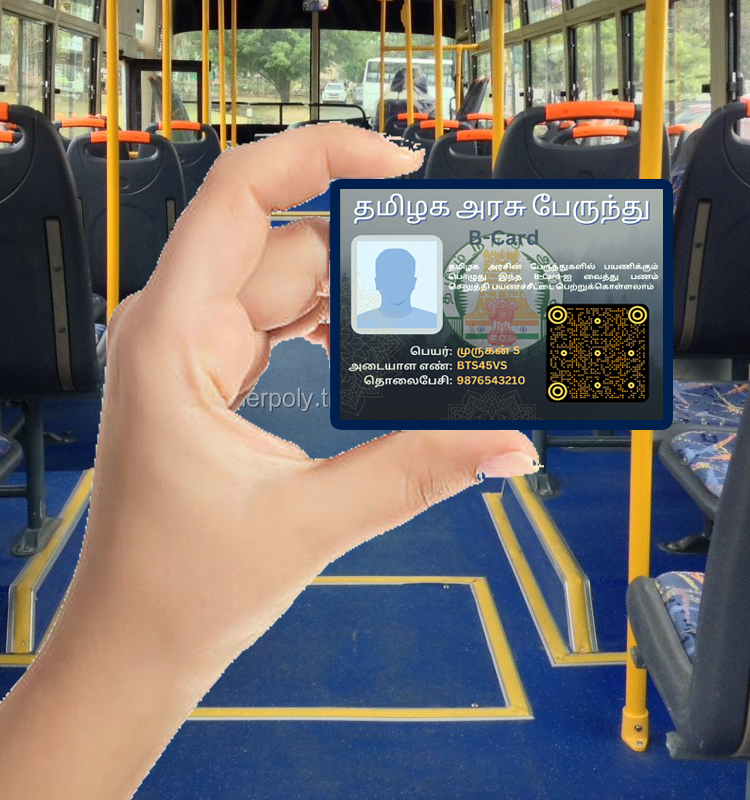 தமிழக அரசு பேருந்து
B-Card
தமிழக அரசின் பேருந்துகளில் பயணிக்கும்
பொழுது இந்த B-Card-ஐ வைத்து பணம்
செலுத்தி பயணச்சீட்டை பெற்றுக்கொள்ளலாம்
பெயர்: முருகன் S
அடையாள எண்: BTS45VS
தொலைபேசி: 9876543210
erpoly.t